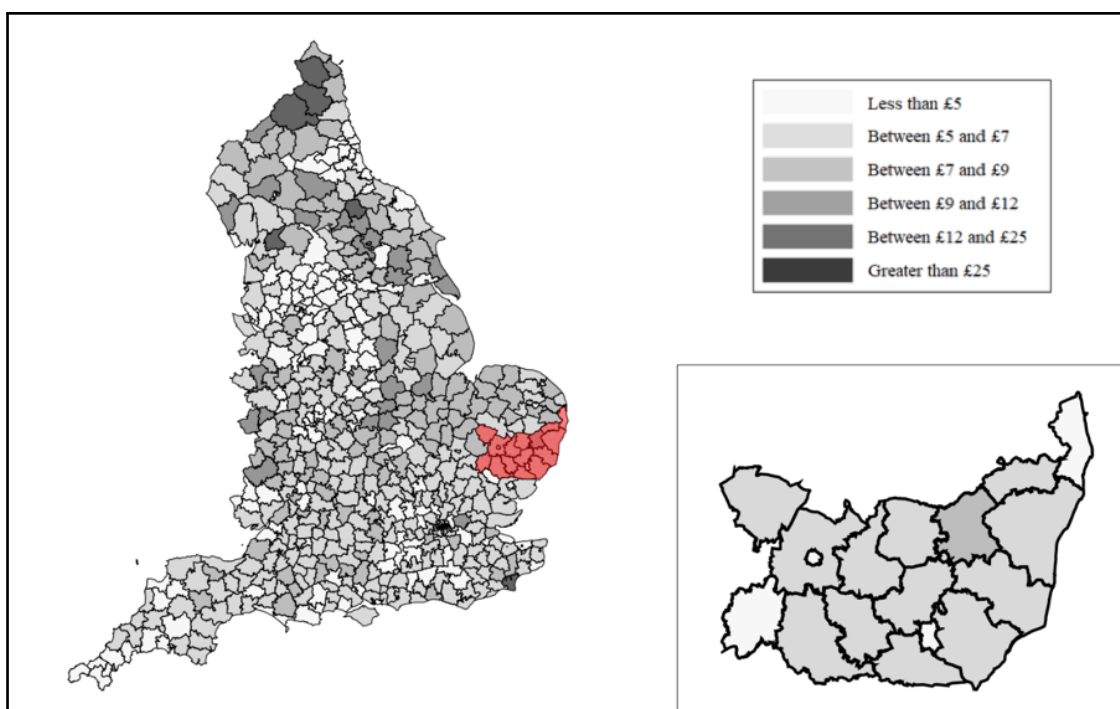 Less than £5
Between £5 and £7
Between £7 and £9
Between £9 and £12
Between £12 and £25
Greater than £25